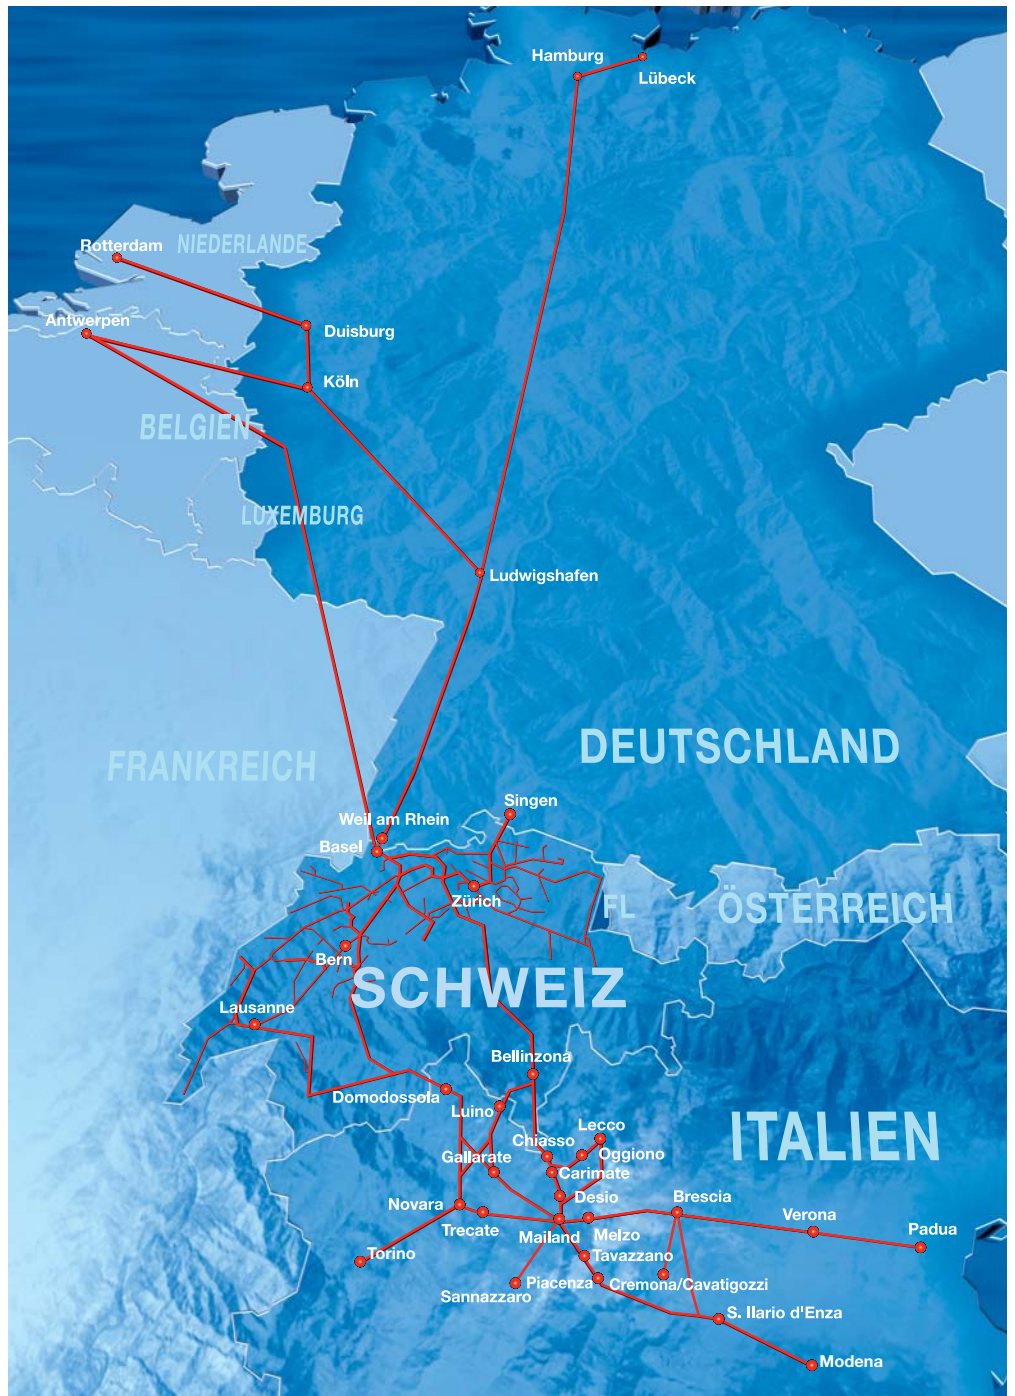 Hamburg
Lübeck
NIEDERLANDE
Rotterdam
Antwerpen
Duisburg
Köln
BELGIEN
LUXEMBURG
Ludwigshafen
DEUTSCHLAND
FRANKREICH
Singen
Weil am Rhein
Basel
Zürich
FL
ÖSTERREICH
Bern
SCHWEIZ
Lausanne
Bellinzona
Domodossola
Luino
Lecco
ITALIEN
Chiasso
Oggiono
Gallarate
Carimate
Desio
Brescia
Novara
Verona
Trecate
Mailand
Melzo
Padua
Torino
Tavazzano
Sannazzaro
Piacenza
Cremona/Cavatigozzi
S. Ilario d'Enza
Modena